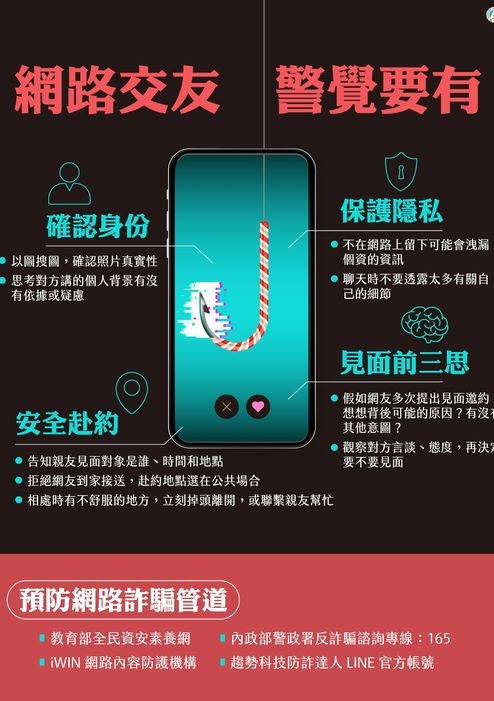 網路交友 警覺要有
確認身份
以圖搜圖，確認照片真實性
思考對方講的個人背景有沒
有依據或疑慮
保護隱私
不在網路上留下可能會洩漏
個資的資訊
聊天時不要透露太多有關自
己的細節
見面前三思
假如網友多次提出見面邀約
想想背後可能的原因？有沒有
其他意圖？
觀察對方言談、態度，再決定
要不要見面
安全赴約
告知親友見面對象是誰、時間和地點
拒絕網友到家接送，赴約地點選在公共場合
相處時有不舒服的地方，立刻掉頭離開，或聯繫親友幫忙
預防網路詐騙管道
教育部全民資安素養網
內政部警政署反詐騙諮詢專線：165
iWIN 網路內容防護機構
趨勢科技防詐達人 LINE 官方帳號